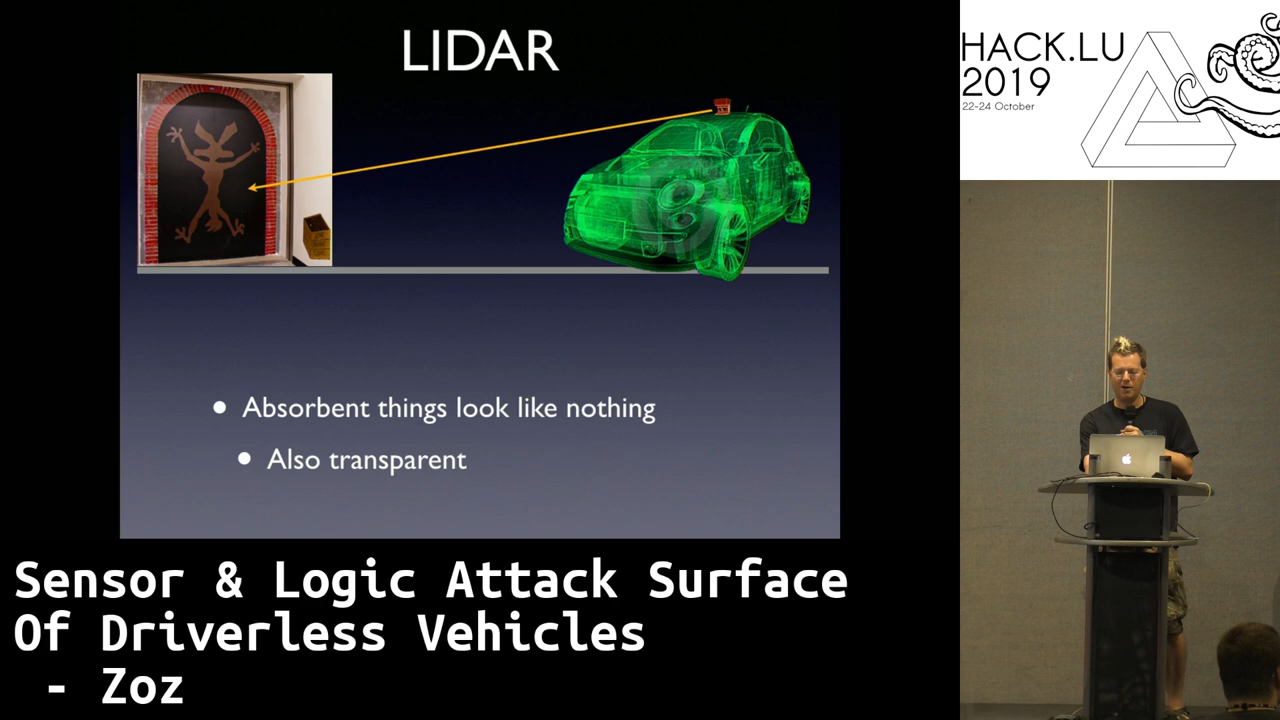 LIDAR
• Absorbent things look like nothing
• Also transparent
HACK.LU
2019
22-24 October
Sensor & Logic Attack Surface
Of Driverless Vehicles
- Zoz